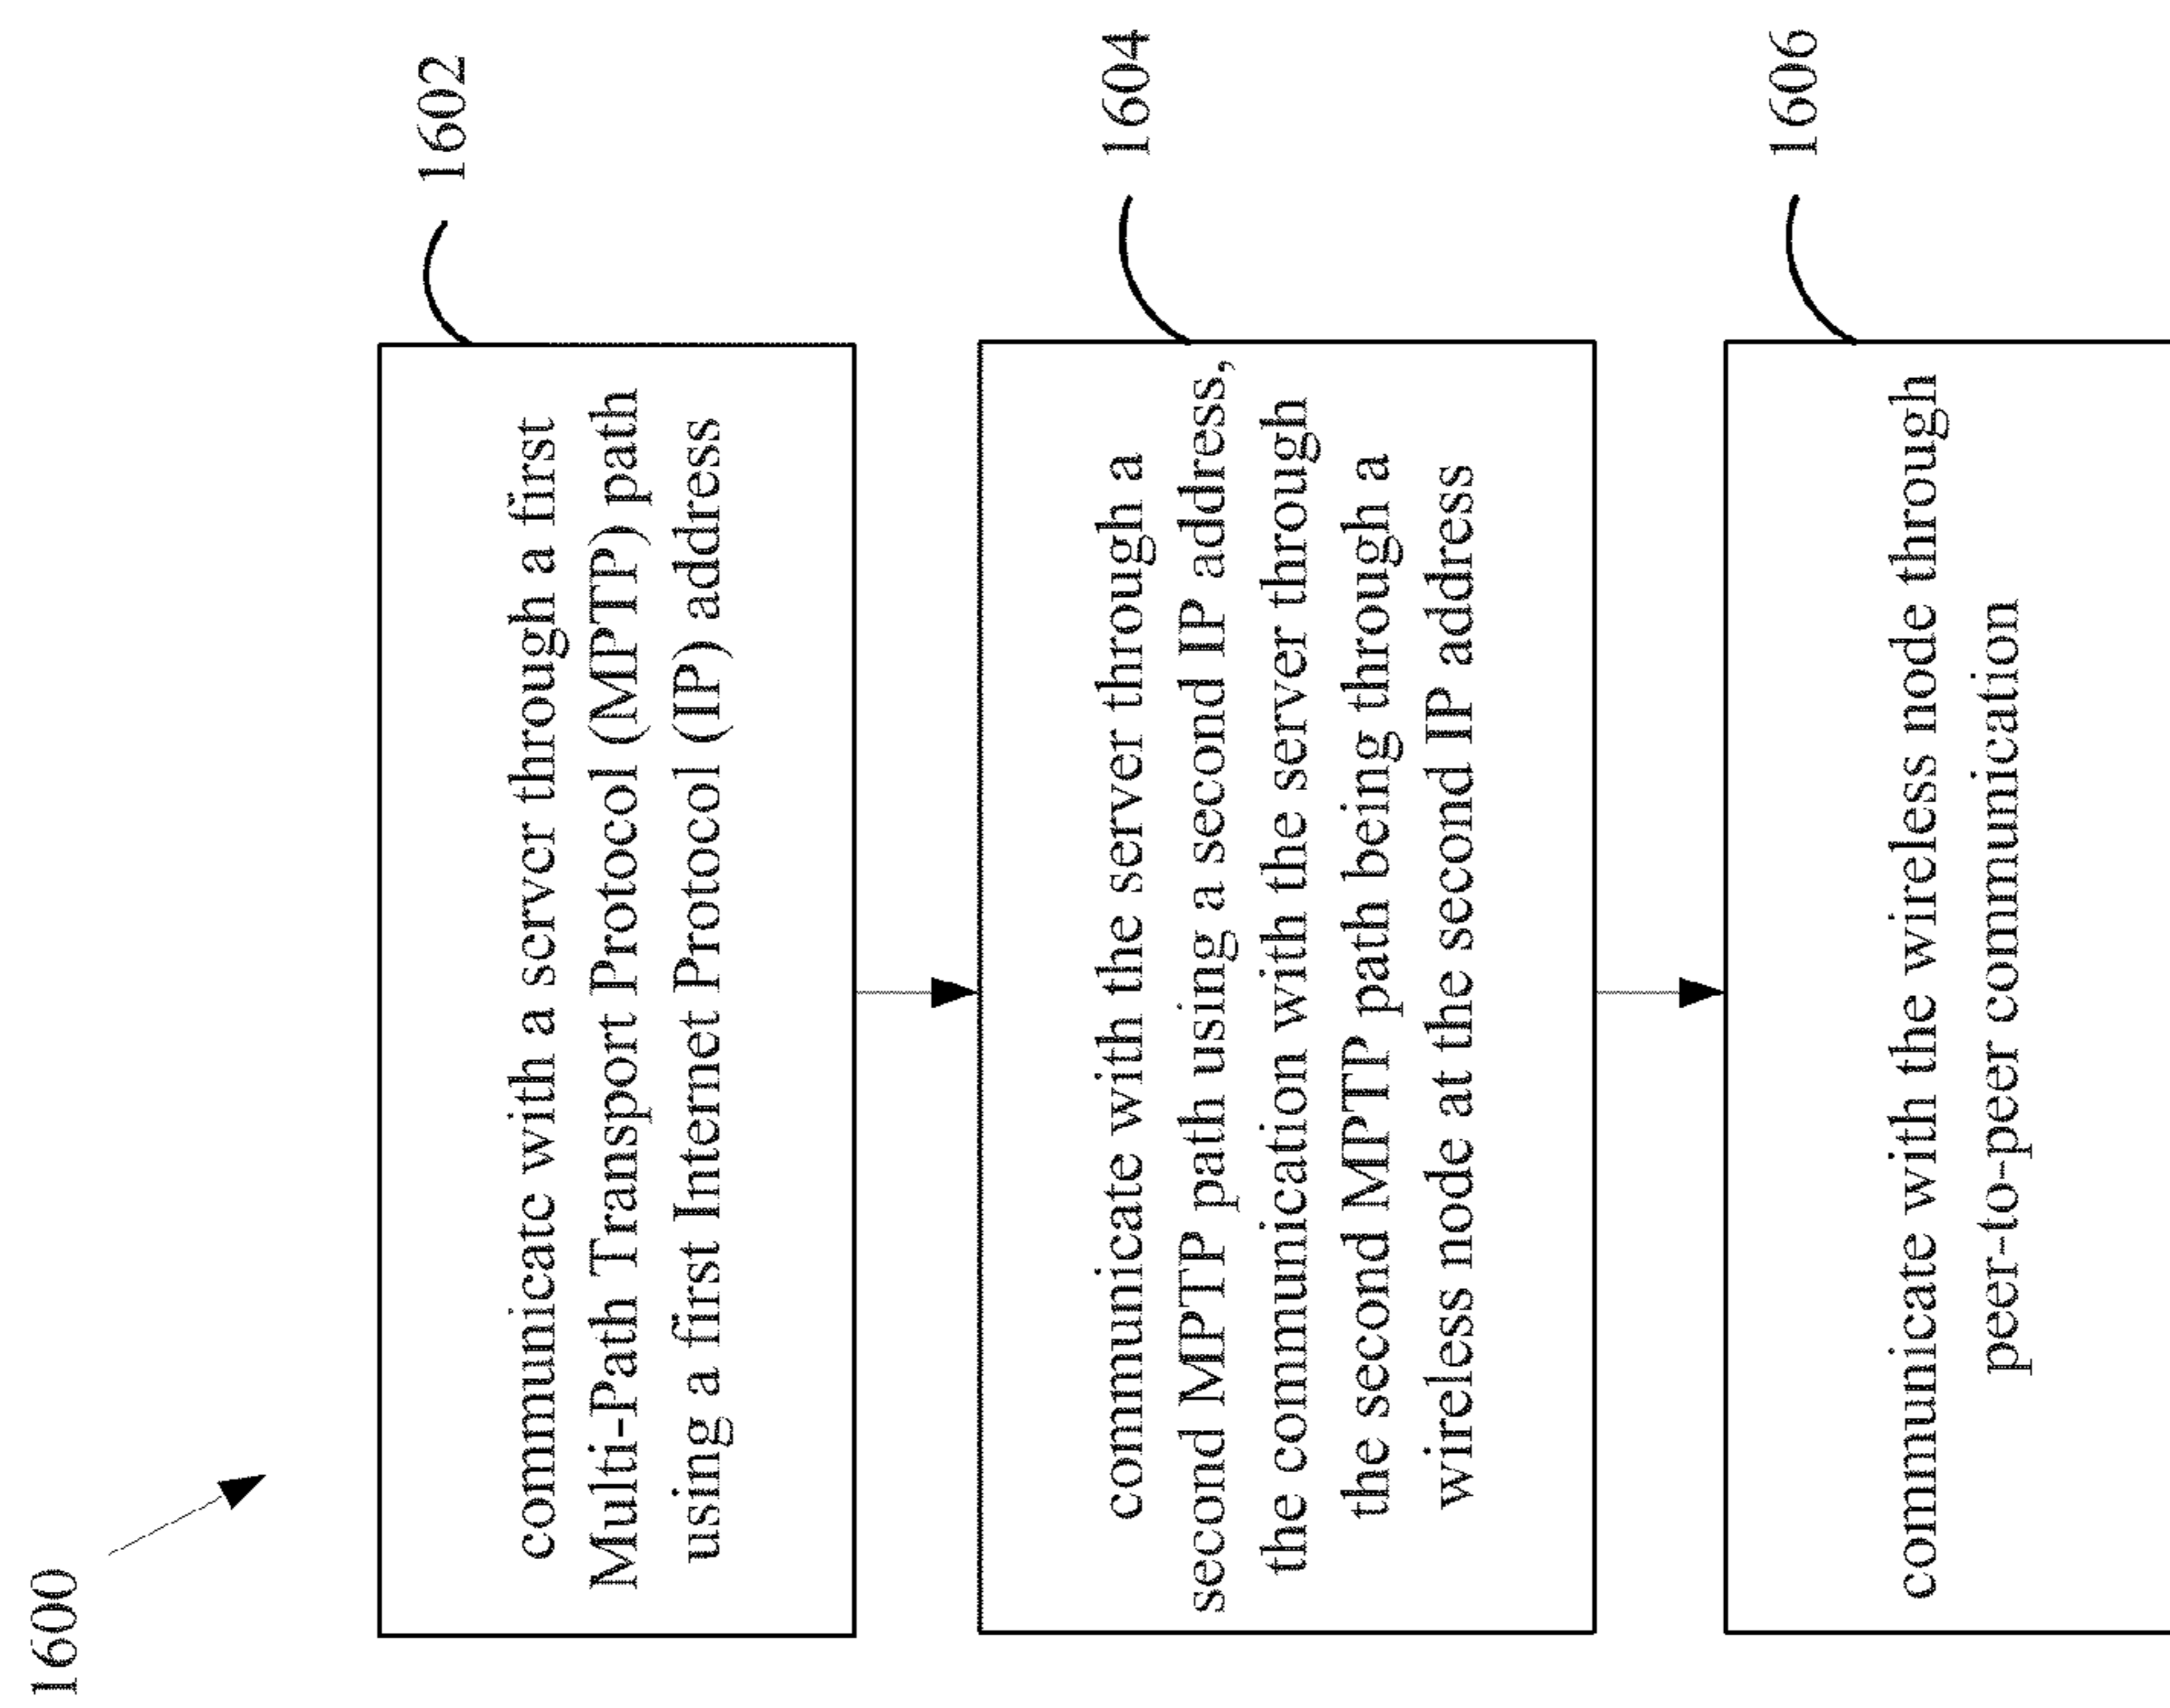 1600
1602
communicate with a server through a first
Multi-Path Transport Protocol (MPTP) path
using a first Internet Protocol (IP) address
1604
communicate with the server through a
second MPTP path using a second IP address,
the communication with the server through
the second MPTP path being through a
wireless node at the second IP address
1606
communicate with the wireless node through
peer-to-peer communication